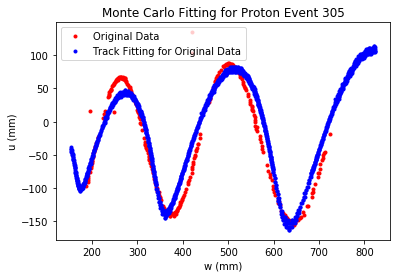 Monte Carlo Fitting for Proton Event 305
Original Data
Track Fitting for Original Data
u (mm)
100
50
0
−50
−100
−150
200 300 400 500 600 700 800
w (mm)